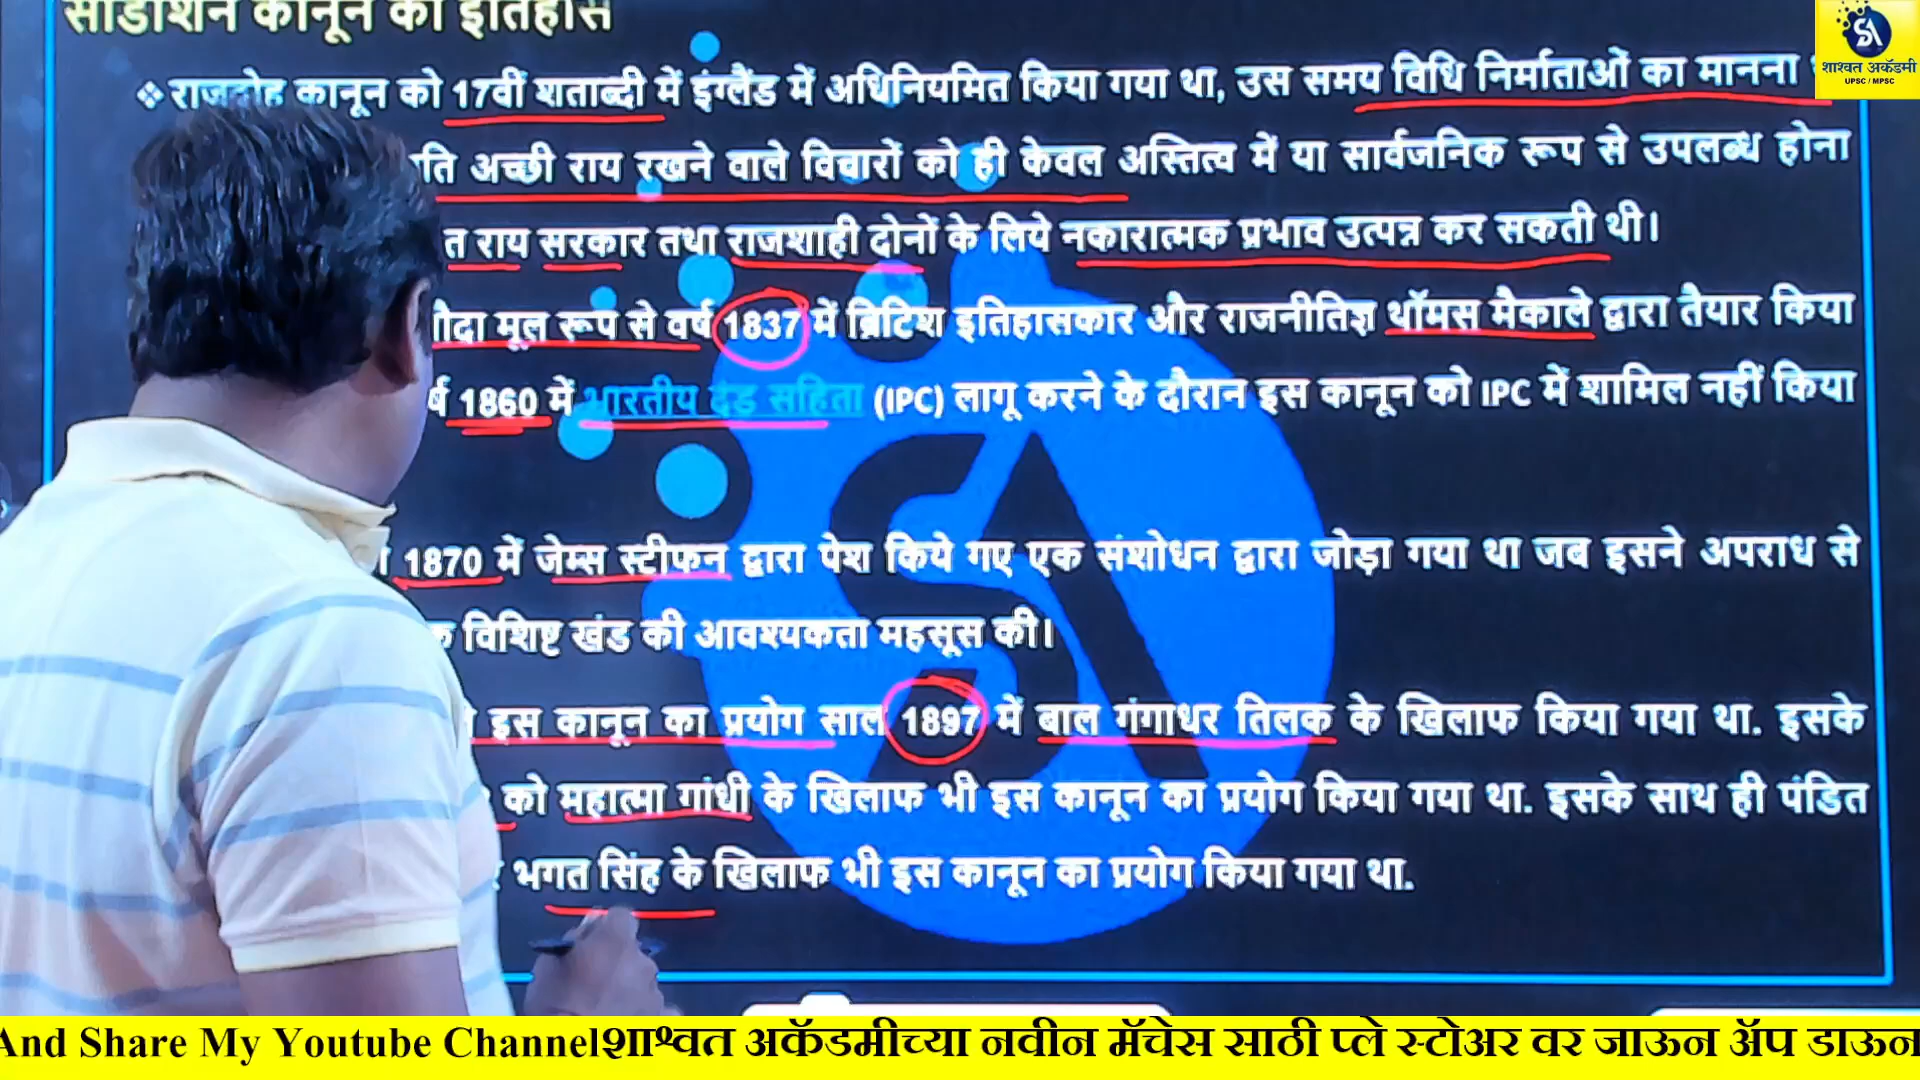 सीडीशन कानून का इतिहास
❖राजद्रोह कानून को 17वीं शताब्दी में इंग्लैंड में अधिनियमित किया गया था, उस समय विधि निर्माताओं का मानना
अच्छी राय रखने वाले विचारों को ही केवल अस्तित्व में या सार्वजनिक रूप से उपलब्ध होना
राय सरकार तथा राजशाही दोनों के लिये नकारात्मक प्रभाव उत्पन्न कर सकती थी।
मूल रूप से वर्ष 1837 में ब्रिटिश इतिहासकार और राजनीतिज्ञ थॉमस मैकाले द्वारा तैयार किया
1860 में भारतीय दंड सहिता (IPC) लागू करने के दौरान इस कानून को IPC में शामिल नहीं किया
1870 में जेम्स स्टीफन द्वारा पेश किये गए एक संशोधन द्वारा जोड़ा गया था जब इसने अपराध से
विशिष्ट खंड की आवश्यकता महसूस की।
इस कानून का प्रयोग साल 1897 में बाल गंगाधर तिलक के खिलाफ किया गया था. इसके
को महात्मा गांधी के खिलाफ भी इस कानून का प्रयोग किया गया था. इसके साथ ही पंडित
भगत सिंह के खिलाफ भी इस कानून का प्रयोग किया गया था.
SA
शाश्वत अकॅडमी
UPSC / MPSC
And Share My Youtube Channelशाश्वत अकॅडमीच्या नवीन मॅचेस साठी प्ले स्टोअर वर जाऊन ॲप डाऊन